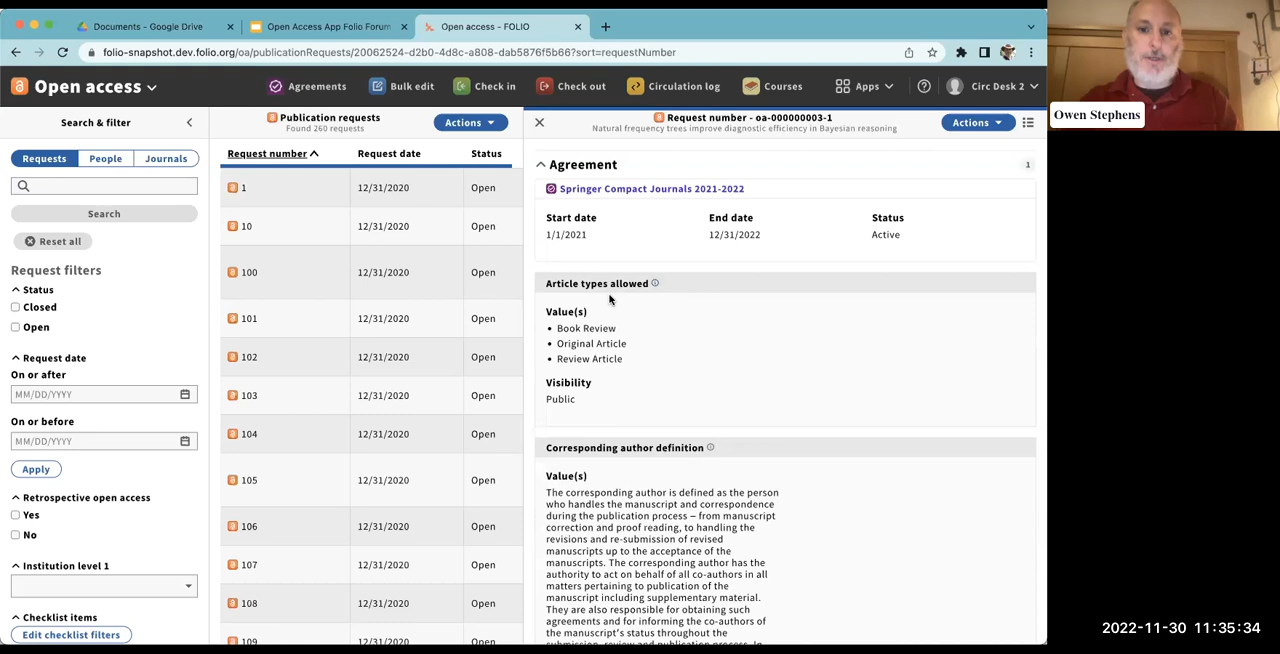 Documents - Google Drive
Open Access App Folio Forum
Open access - FOLIO
folio-snapshot.dev.folio.org/oa/publicationRequests/20062524-d2b0-4d8c-a808-dab5876f5b66?sort=requestNumber
Open access
Agreements
Bulk edit
Check in
Check out
Circulation log
Courses
Apps
Circ Desk 2
Owen Stephens
Search & filter
Requests
People
Journals
Search
Reset all
Request filters
Status
Closed
Open
Request date
On or after
MM/DD/YYYY
On or before
MM/DD/YYYY
Apply
Retrospective open access
Yes
No
Institution level 1
Checklist items
Edit checklist filters
Publication requests
Found 260 requests
Actions
Request number Request date Status
1 12/31/2020 Open
10 12/31/2020 Open
100 12/31/2020 Open
101 12/31/2020 Open
102 12/31/2020 Open
103 12/31/2020 Open
104 12/31/2020 Open
105 12/31/2020 Open
106 12/31/2020 Open
107 12/31/2020 Open
108 12/31/2020 Open
109 12/31/2020 Open
Request number - oa-000000003-1
Natural frequency trees improve diagnostic efficiency in Bayesian reasoning
Actions
Agreement 1
Springer Compact Journals 2021-2022
Start date End date Status
1/1/2021 12/31/2022 Active
Article types allowed
Value(s)
• Book Review
• Original Article
• Review Article
Visibility
Public
Corresponding author definition
Value(s)
The corresponding author is defined as the person
who handles the manuscript and correspondence
during the publication process – from manuscript
correction and proof reading, to handling the
revisions and re-submission of revised
manuscripts up to the acceptance of the
manuscripts. The corresponding author has the
authority to act on behalf of all co-authors in all
matters pertaining to publication of the
manuscript including supplementary material.
They are also responsible for obtaining such
agreements and for informing the co-authors of
the manuscript's status throughout the
submission, review and publication process. In
2022-11-30 11:35:34